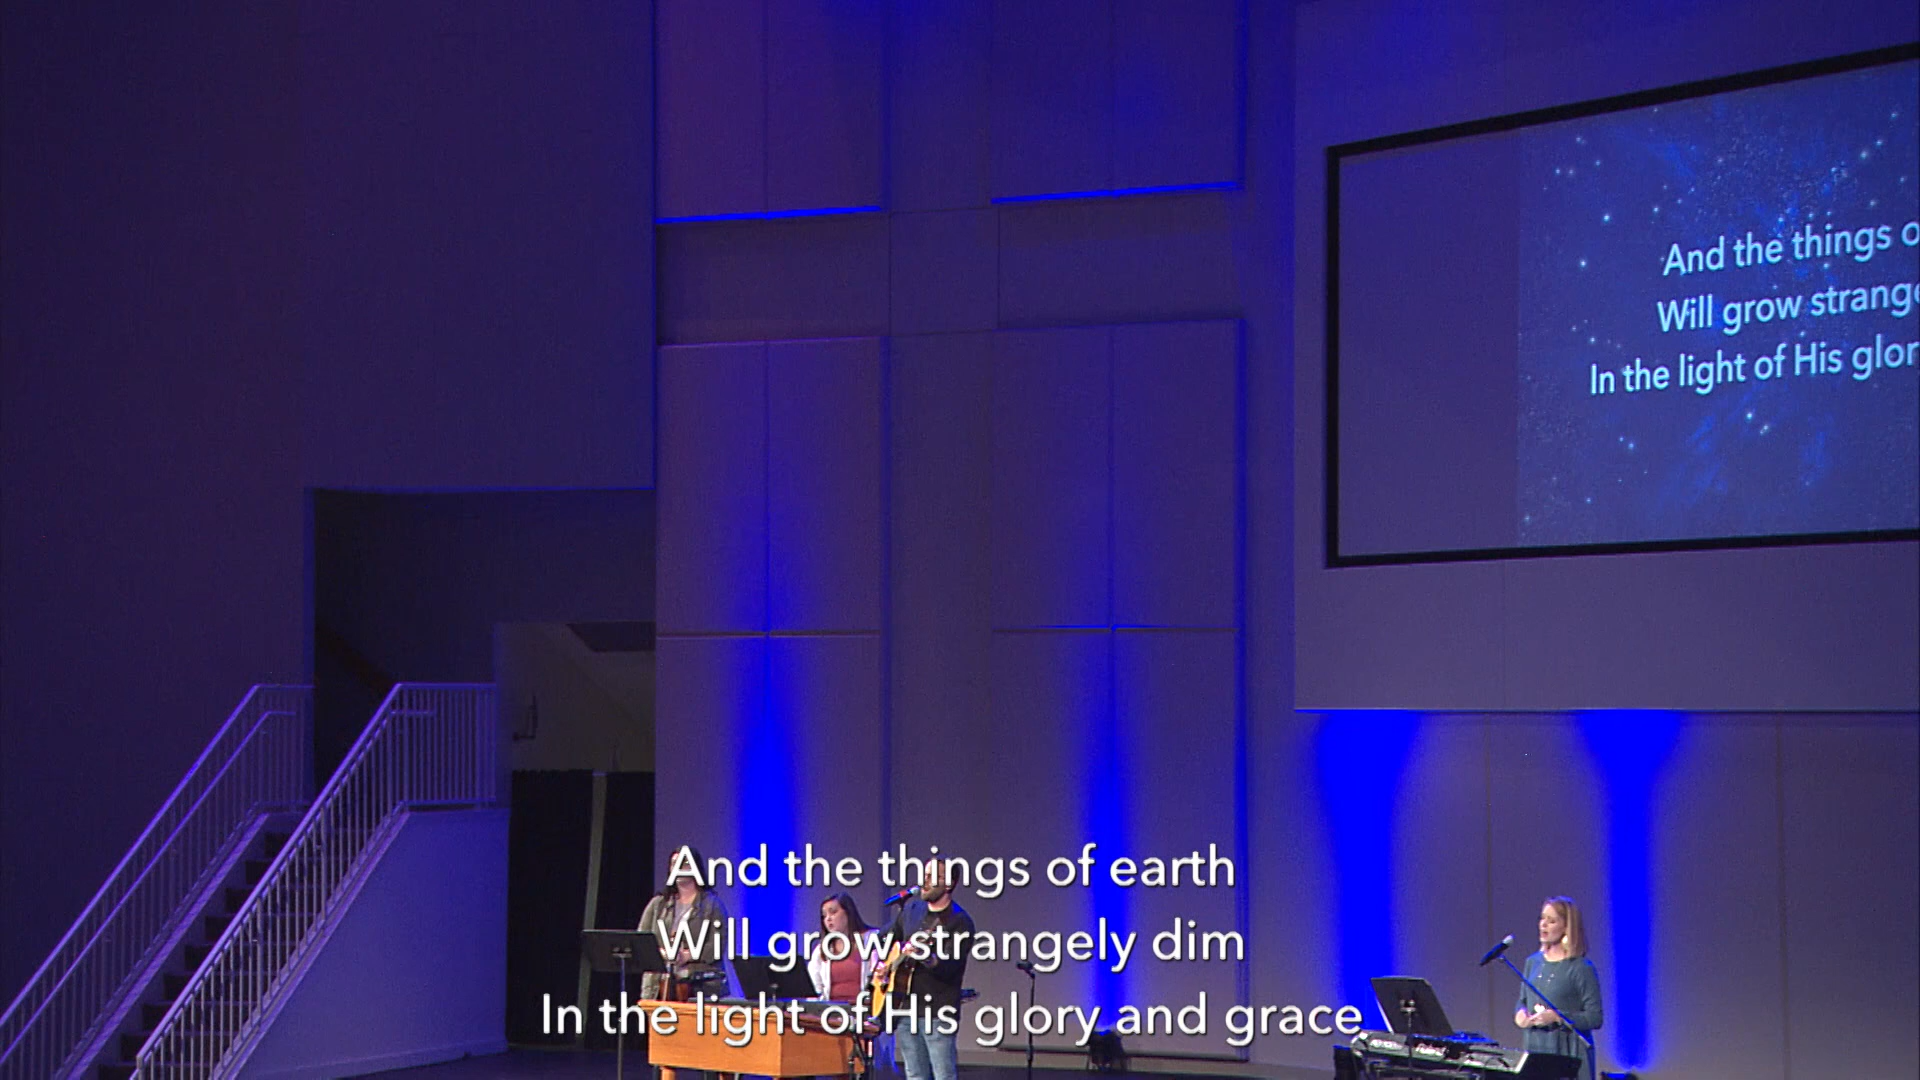 And the things o
Will grow strange
In the light of His glor
And the things of earth
Will grow strangely dim
In the light of His glory and grace